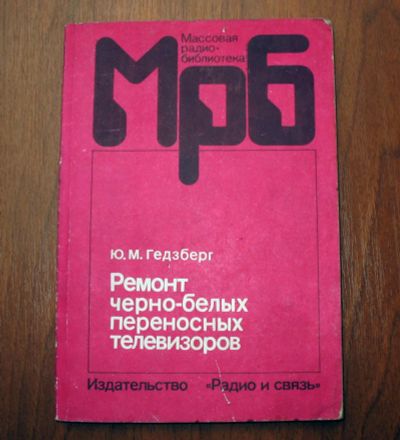 Массовая
радио-
библиотека
Мрб
Ю.М.Гедзберг
Ремонт
черно-белых
переносных
телевизоров
Издательство «Радио и связь»